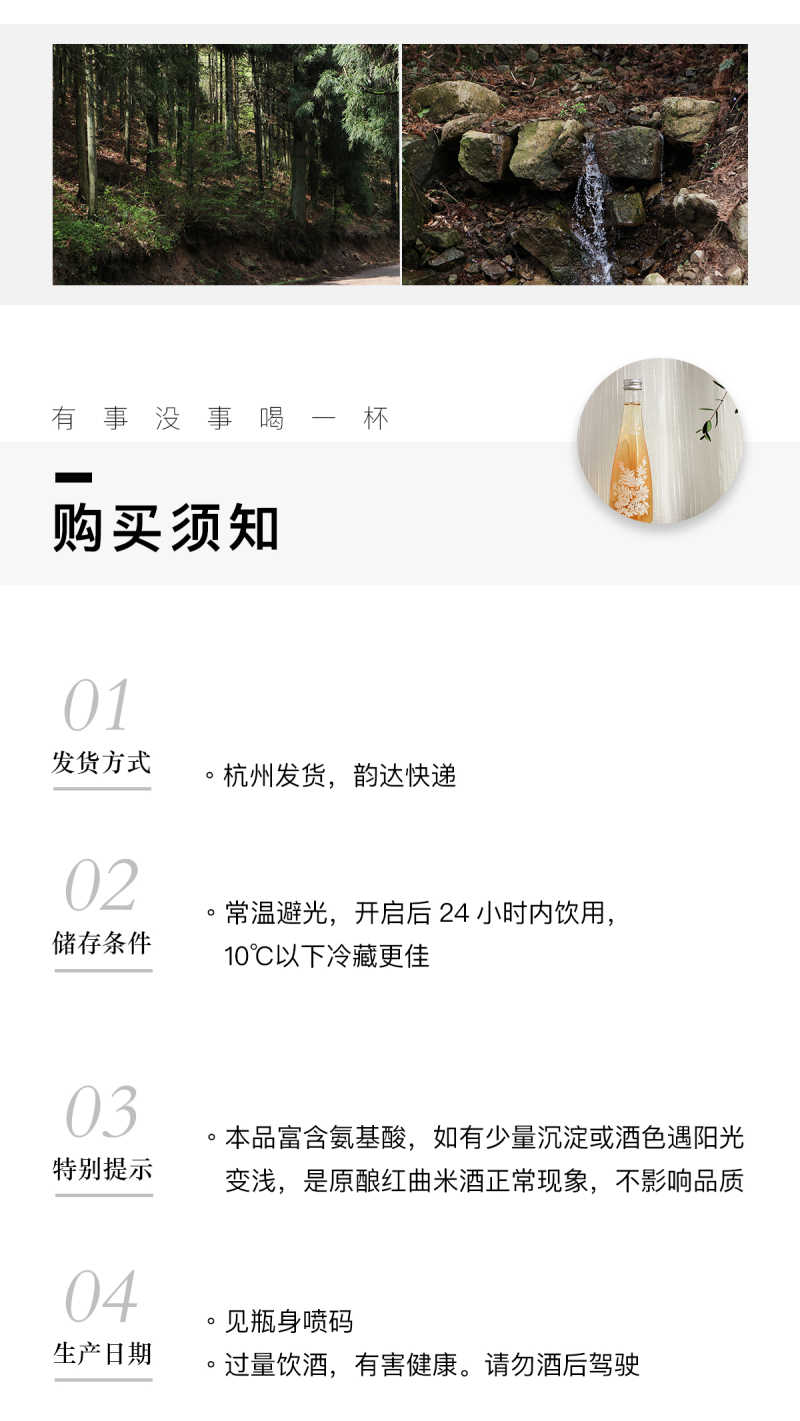 有事没事喝一杯
购买须知
01
发货方式
◦ 杭州发货，韵达快递
02
储存条件
◦ 常温避光，开启后 24 小时内饮用，
10℃以下冷藏更佳
03
特别提示
◦ 本品富含氨基酸，如有少量沉淀或酒色遇阳光
变浅，是原酿红曲米酒正常现象，不影响品质
04
生产日期
◦ 见瓶身喷码
◦ 过量饮酒，有害健康。请勿酒后驾驶